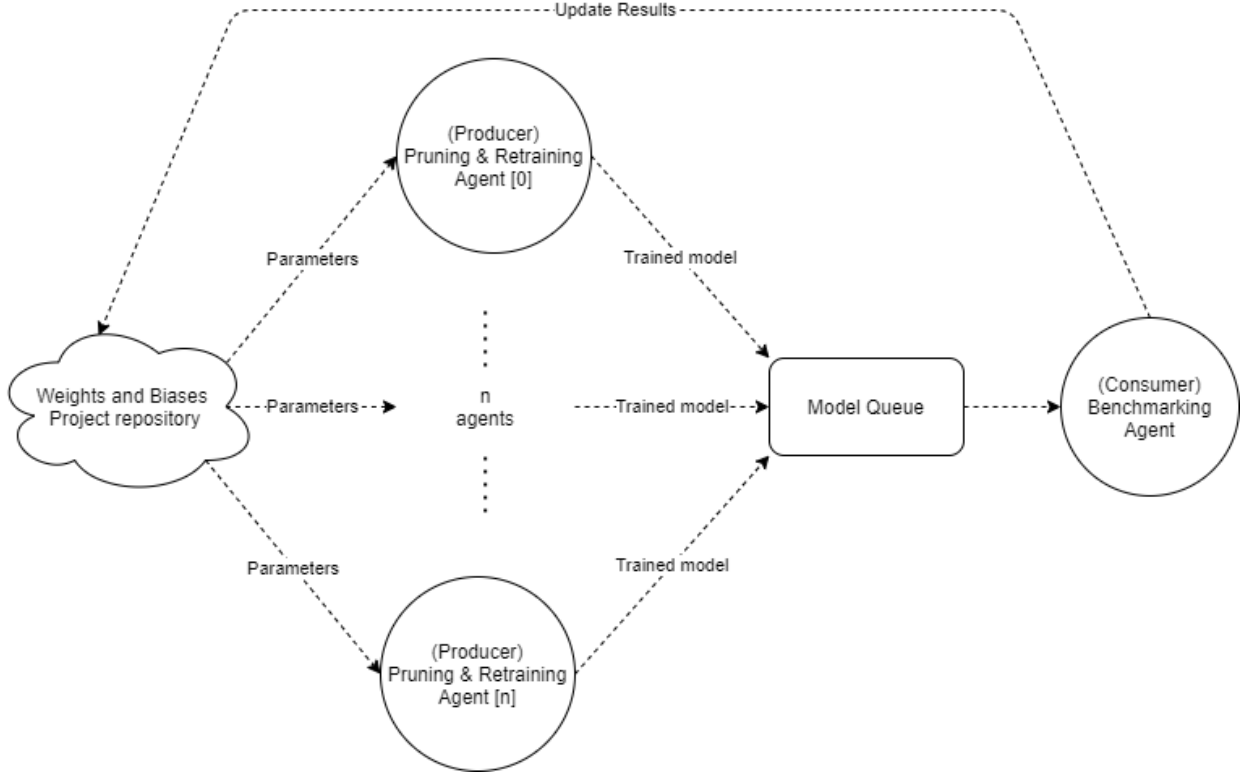 Update Results
(Producer)
Pruning & Retraining
Agent [0]
Parameters
Trained model
Weights and Biases
Project repository
Parameters
n
agents
Trained model
Model Queue
(Consumer)
Benchmarking
Agent
Parameters
Trained model
(Producer)
Pruning & Retraining
Agent [n]